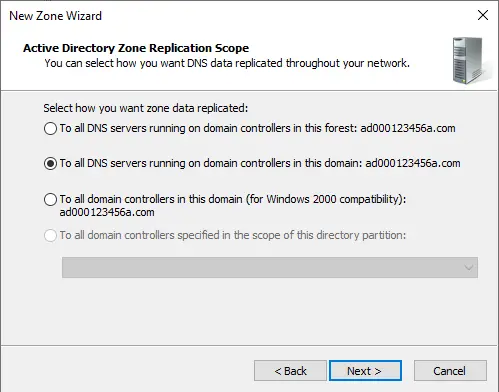 New Zone Wizard
Active Directory Zone Replication Scope
You can select how you want DNS data replicated throughout your network.
Select how you want zone data replicated:
To all DNS servers running on domain controllers in this forest: ad000123456a.com
To all DNS servers running on domain controllers in this domain: ad000123456a.com
To all domain controllers in this domain (for Windows 2000 compatibility):
ad000123456a.com
To all domain controllers specified in the scope of this directory partition:
< Back
Next >
Cancel